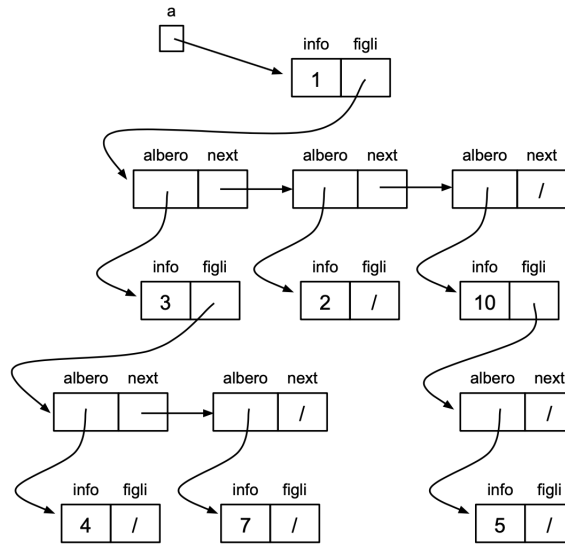 a
info figli
1
albero next albero next albero next
/
info figli info figli info figli
3 2 / 10
albero next albero next albero next
/ /
info figli info figli info figli
4 / 7 / 5 /